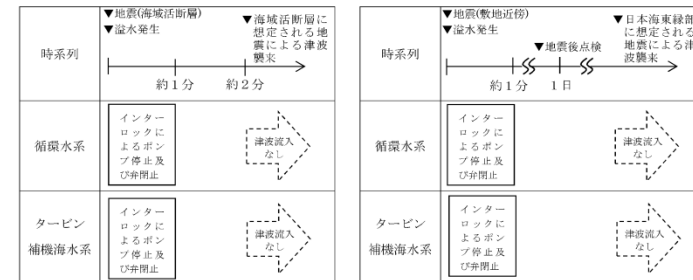 ▼地震(海域活断層)
▼溢水発生
▼海域活断層に
想定される地
震による津波
襲来
時系列
約1分
約2分
循環水系
インター
ロックに
よるポン
プ停止及
び弁閉止
津波流入
なし
タービン
補機海水系
インター
ロックに
よるポン
プ停止及
び弁閉止
津波流入
なし
▼地震(敷地近傍)
▼溢水発生
▼地震後点検
▼日本海東縁部
に想定される
地震による津
波襲来
時系列
約1分
1日
循環水系
インター
ロックに
よるポン
プ停止及
び弁閉止
津波流入
なし
タービン
補機海水系
インター
ロックに
よるポン
プ停止及
び弁閉止
津波流入
なし